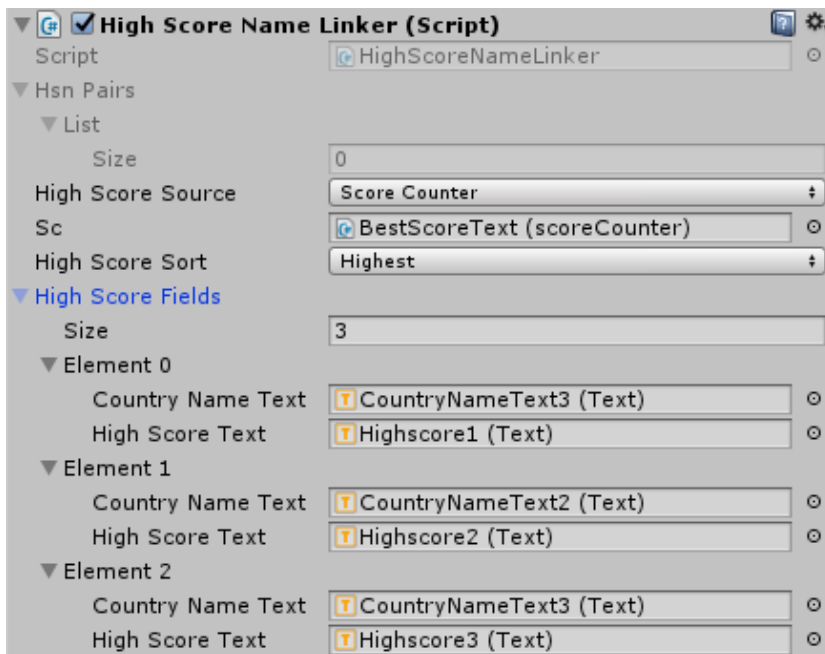 High Score Name Linker (Script)
Script HighScoreNameLinker
Hsn Pairs
List
Size 0
High Score Source Score Counter
Sc BestScoreText (scoreCounter)
High Score Sort Highest
High Score Fields
Size 3
Element 0
Country Name Text CountryNameText3 (Text)
High Score Text Highscore1 (Text)
Element 1
Country Name Text CountryNameText2 (Text)
High Score Text Highscore2 (Text)
Element 2
Country Name Text CountryNameText3 (Text)
High Score Text Highscore3 (Text)